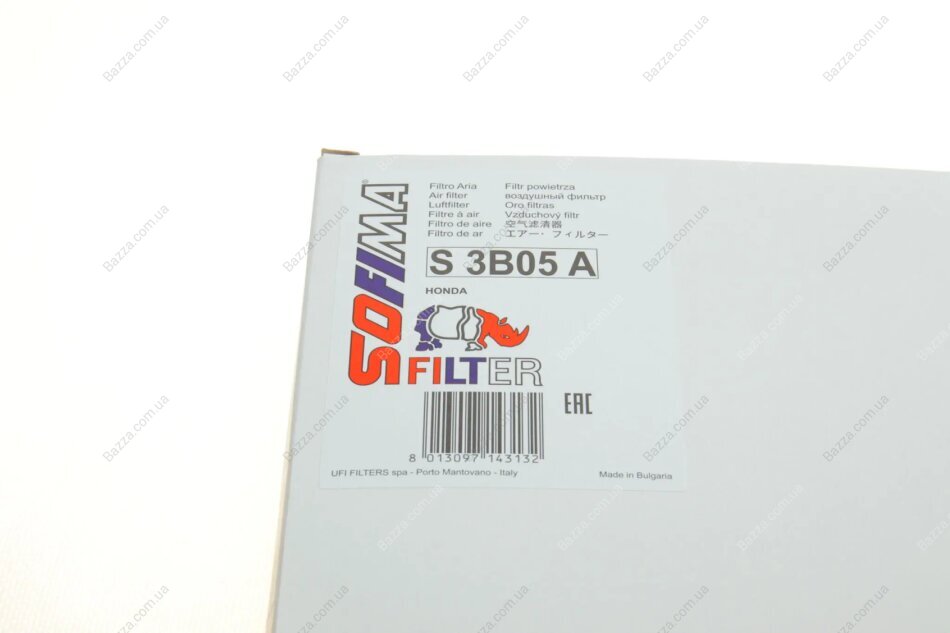 SOFIMA®
Filtro Aria
Air filter
Luftfilter
Filtre à air
Filtro de aire
Filtro de ar
Filtr powietrza
воздушный фильтр
Oro filtras
Vzduchový filtr
空气滤清器
エアー・フィルター
S 3B05 A
HONDA
FILTER
8 013097 143132
EAC
UFI FILTERS spa - Porto Mantovano - Italy
Made in Bulgaria
Bazza.com.ua